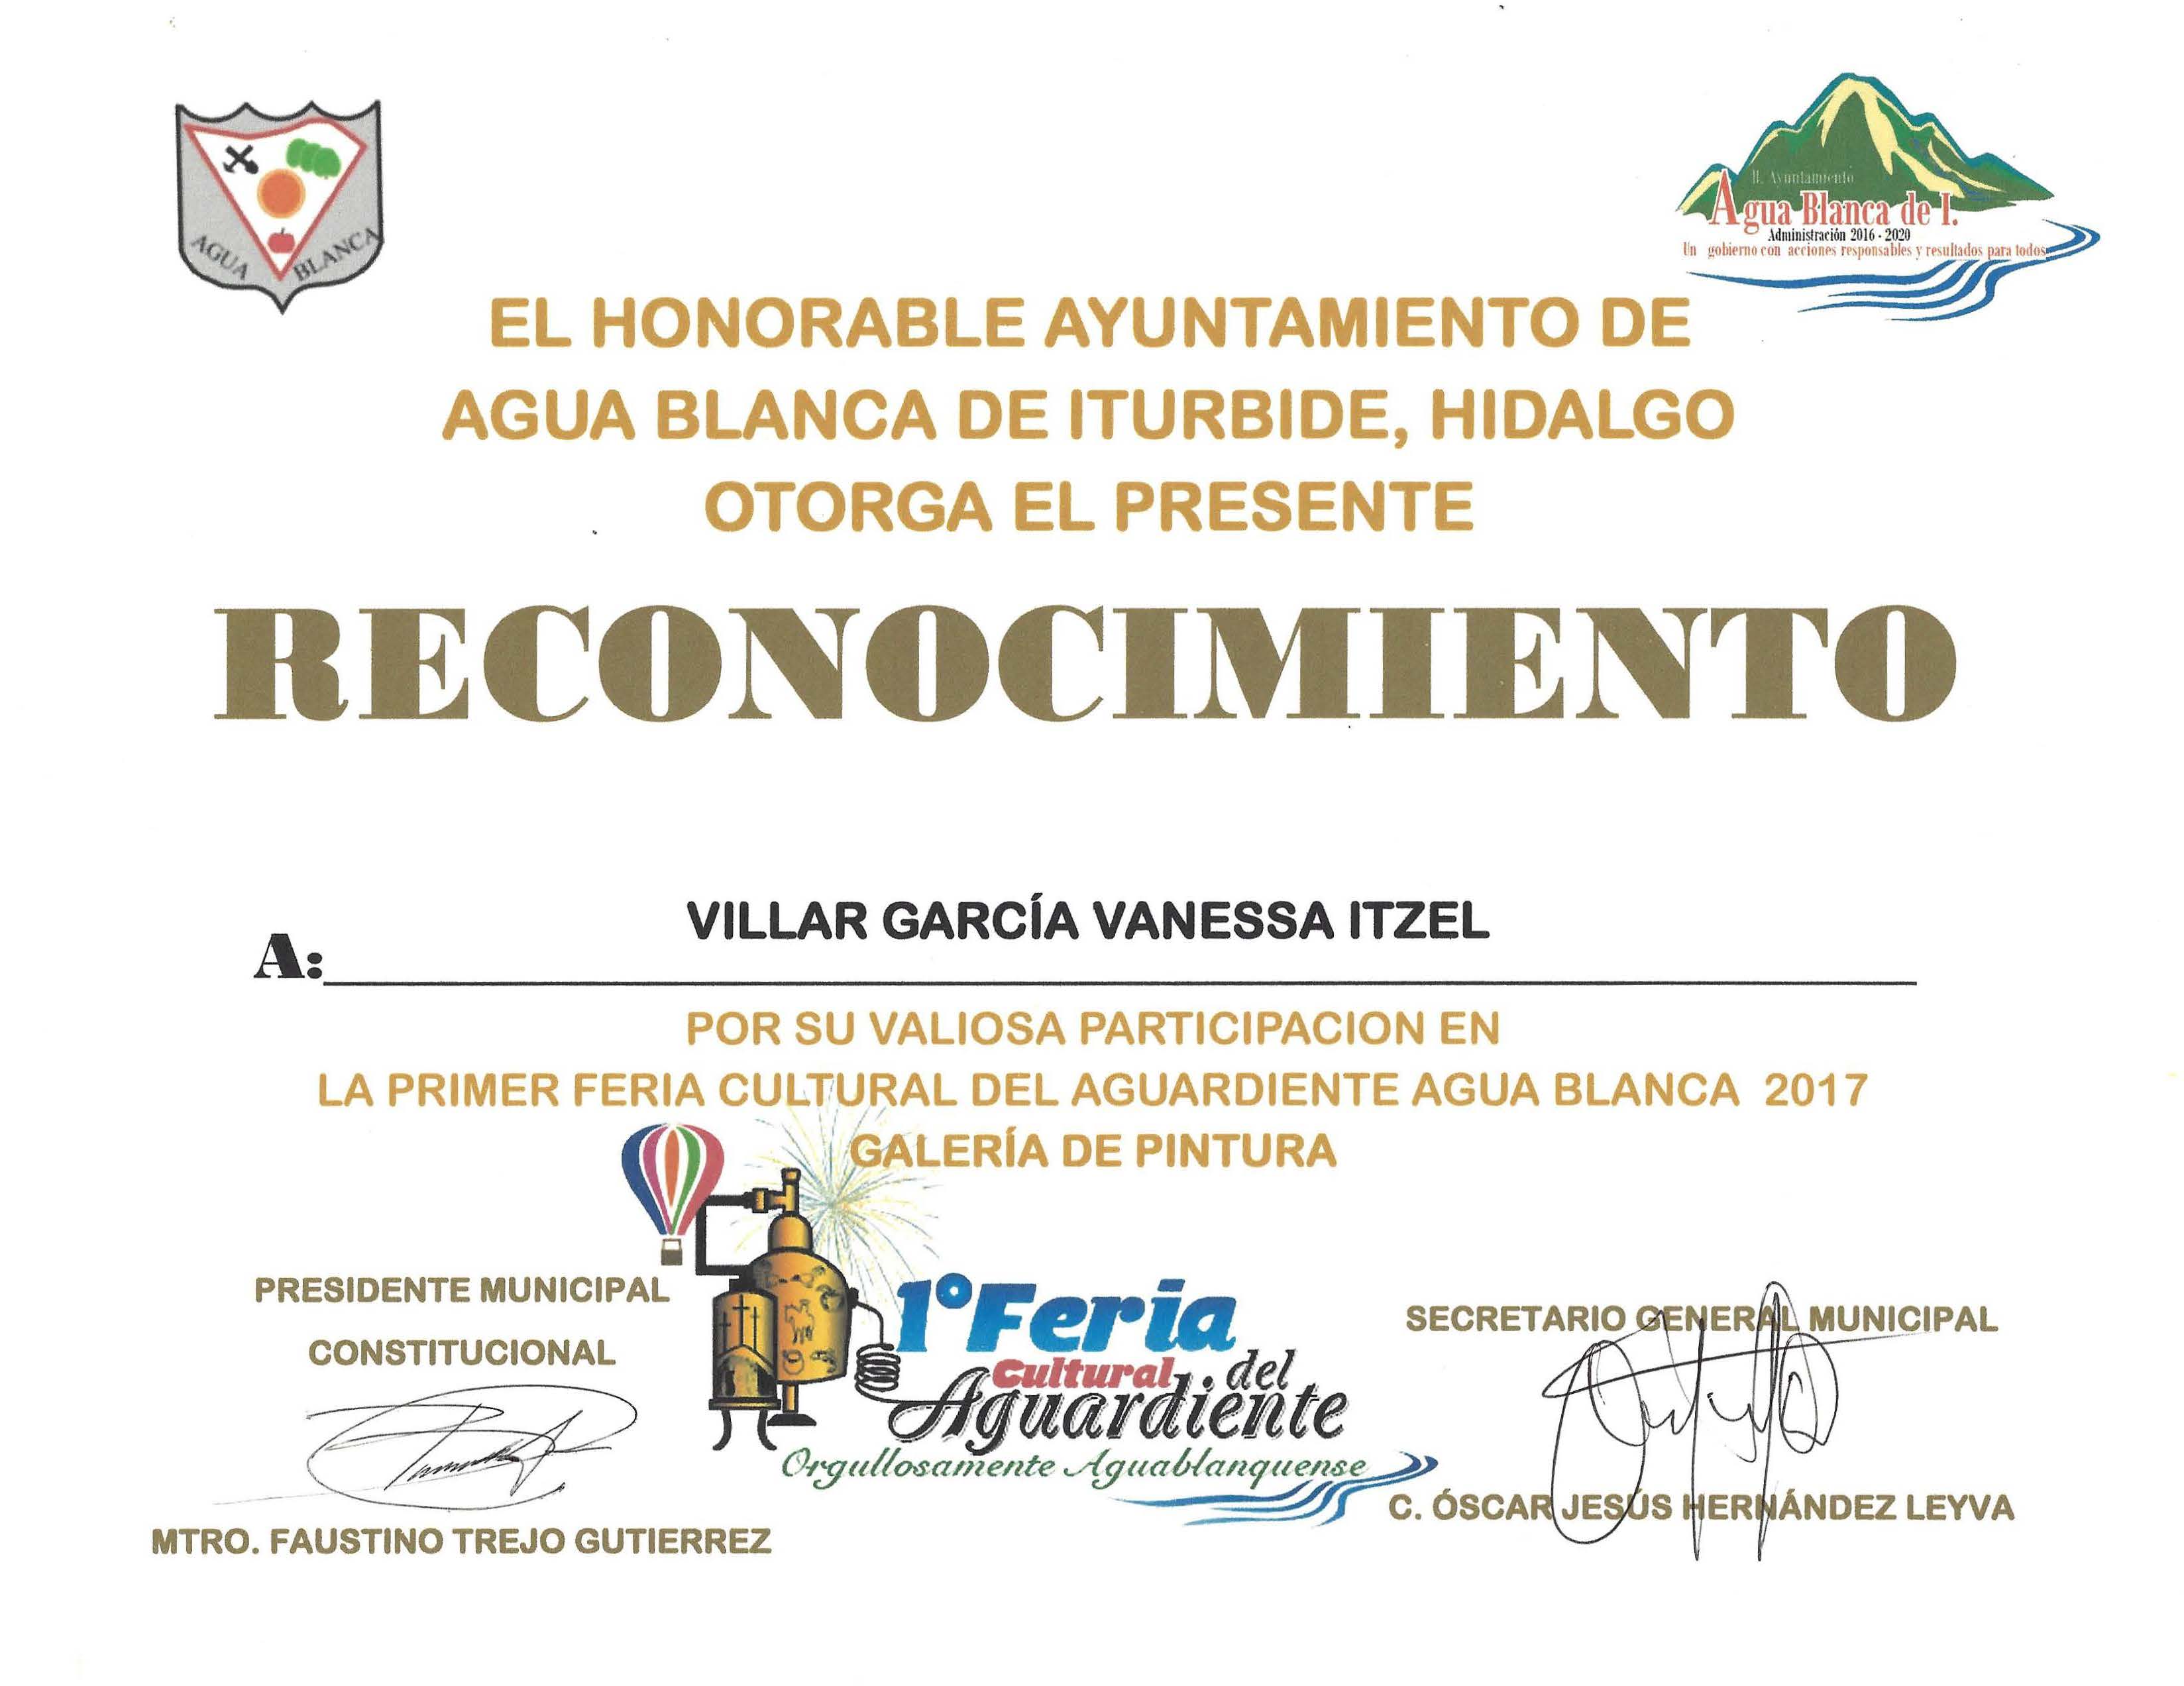 AGUA BLANCA
H. Ayuntamiento
Agua Blanca de I.
Administración 2016 - 2020
Un gobierno con acciones responsables y resultados para todos
EL HONORABLE AYUNTAMIENTO DE
AGUA BLANCA DE ITURBIDE, HIDALGO
OTORGA EL PRESENTE
RECONOCIMIENTO
VILLAR GARCÍA VANESSA ITZEL
A:
POR SU VALIOSA PARTICIPACION EN
LA PRIMER FERIA CULTURAL DEL AGUARDIENTE AGUA BLANCA 2017
GALERÍA DE PINTURA
PRESIDENTE MUNICIPAL
CONSTITUCIONAL
MTRO. FAUSTINO TREJO GUTIERREZ
1° Feria
Cultural del
Aguardiente
Orgullosamente Aguablanquense
SECRETARIO GENERAL MUNICIPAL
C. ÓSCAR JESÚS HERNÁNDEZ LEYVA